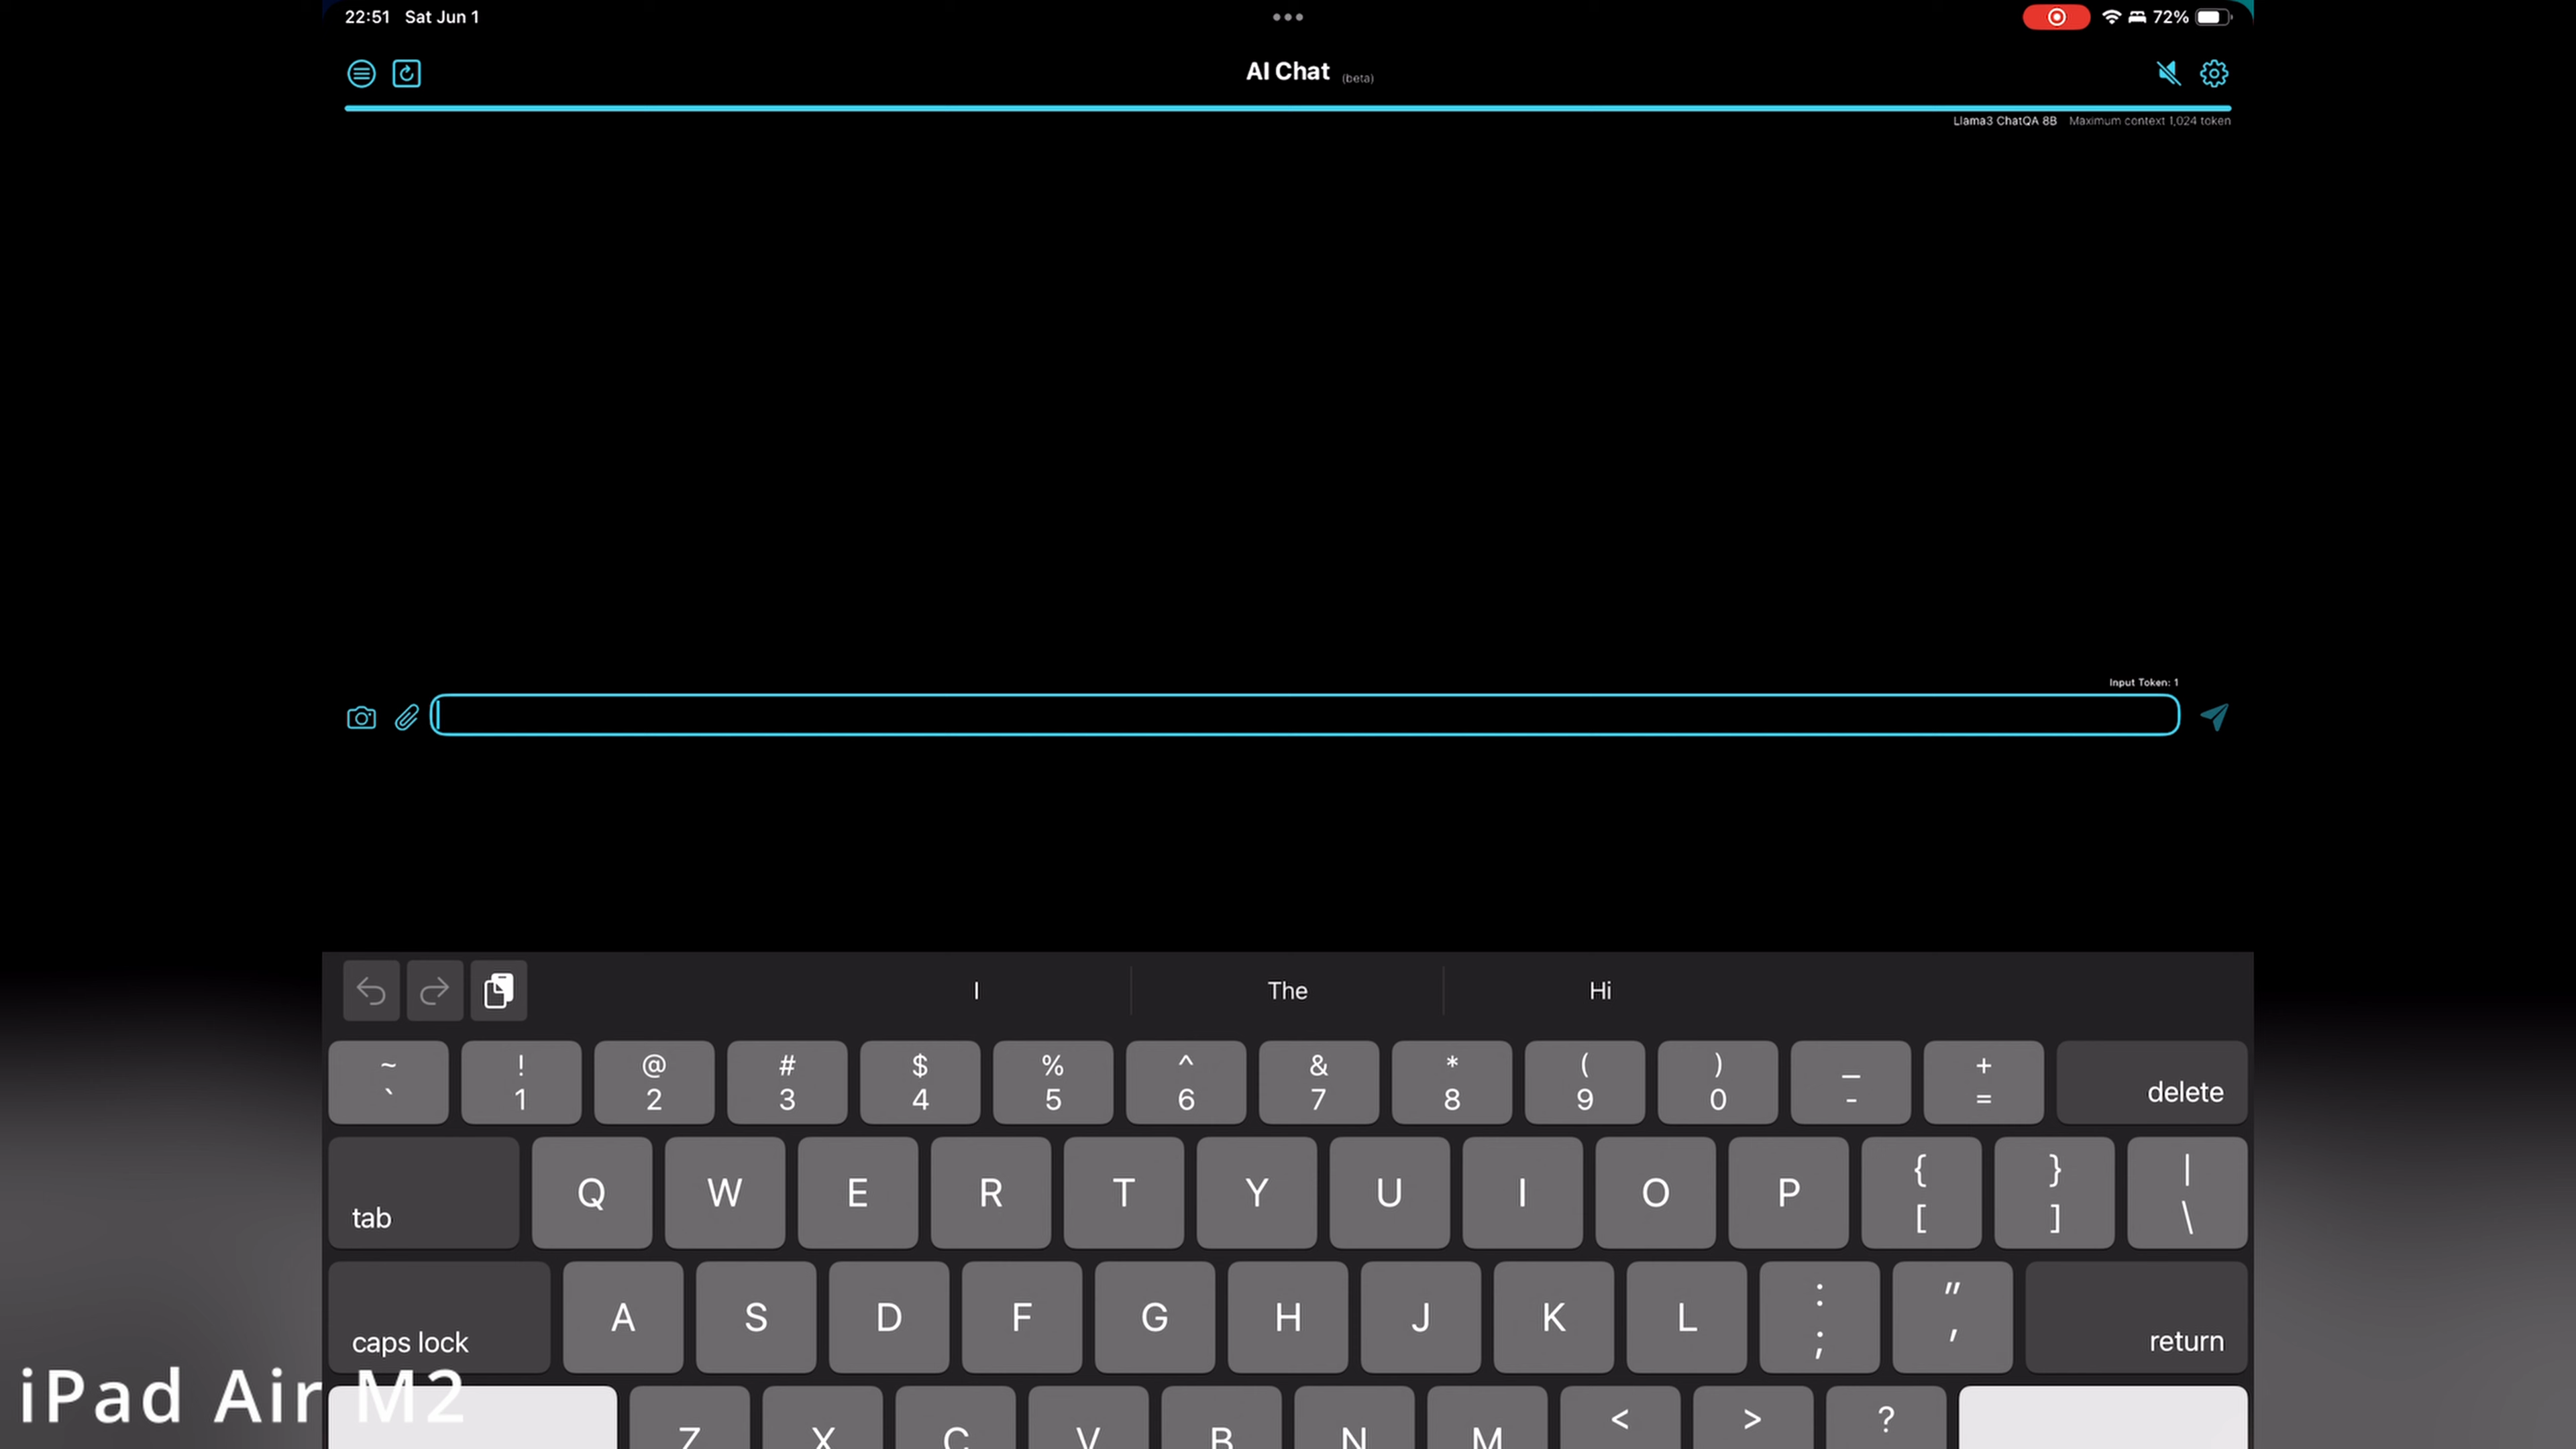 22:51 Sat Jun 1
72%
AI Chat (beta)
Llama3 ChatQA 8B Maximum context 1,024 token
Input Token: 1
I The Hi
~ ! @ # $ % ^ & * ( ) _ +
` 1 2 3 4 5 6 7 8 9 0 - = delete
tab Q W E R T Y U I O P { [ } ] | \
caps lock A S D F G H J K L : ; " ' return
Z X C V B N M < > ?
iPad Air M2